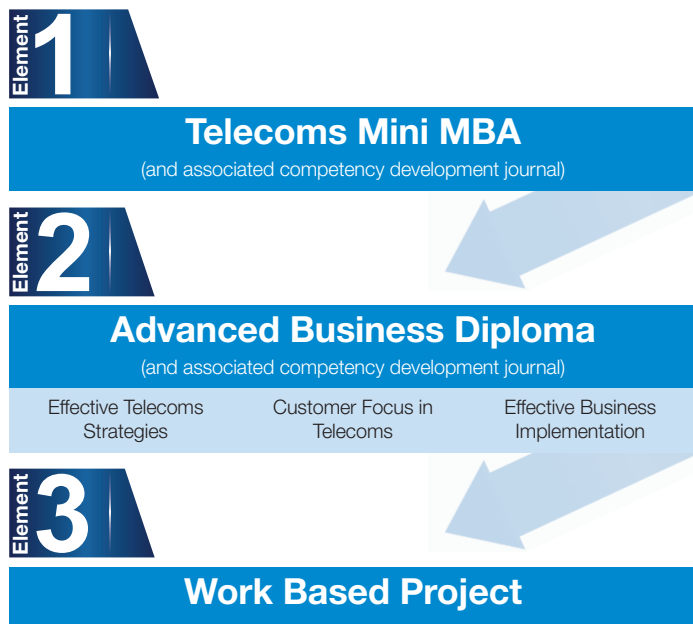 Element 1
Telecoms Mini MBA
(and associated competency development journal)
Element 2
Advanced Business Diploma
(and associated competency development journal)
Effective Telecoms
Strategies
Customer Focus in
Telecoms
Effective Business
Implementation
Element 3
Work Based Project